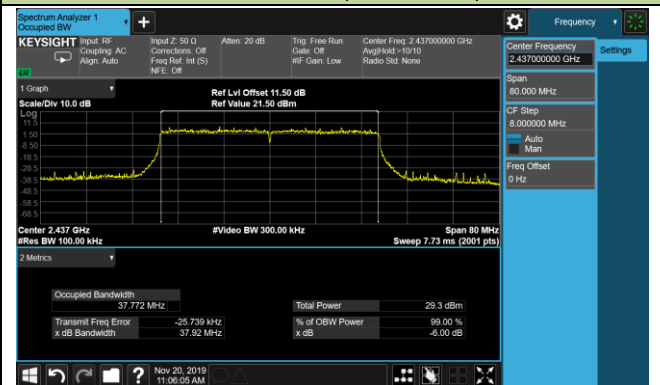 Spectrum Analyzer 1
Occupied BW
+
Frequency
KEYSIGHT
Input: RF
Coupling: AC
Align: Auto
Input Z: 50 Ω
Corrections: Off
Freq Ref: Int (S)
NFE: Off
Atten: 20 dB
Trig: Free Run
Gate: Off
#IF Gain: Low
Center Freq: 2.437000000 GHz
Avg|Hold:>10/10
Radio Std: None
LU
Center Frequency
2.437000000 GHz
Settings
Span
80.000 MHz
CF Step
8.000000 MHz
Auto
Man
Freq Offset
0 Hz
1 Graph
Scale/Div 10.0 dB
Ref Lvl Offset 11.50 dB
Ref Value 21.50 dBm
Log
11.5
1.50
-8.50
-18.5
-28.5
-38.5
-48.5
-58.5
-68.5
Center 2.437 GHz
#Video BW 300.00 kHz
Span 80 MHz
#Res BW 100.00 kHz
Sweep 7.73 ms (2001 pts)
2 Metrics
Occupied Bandwidth
37.772 MHz
Total Power 29.3 dBm
Transmit Freq Error -25.739 kHz
% of OBW Power 99.00 %
x dB Bandwidth 37.92 MHz
x dB -6.00 dB
?
Nov 20, 2019
11:06:05 AM